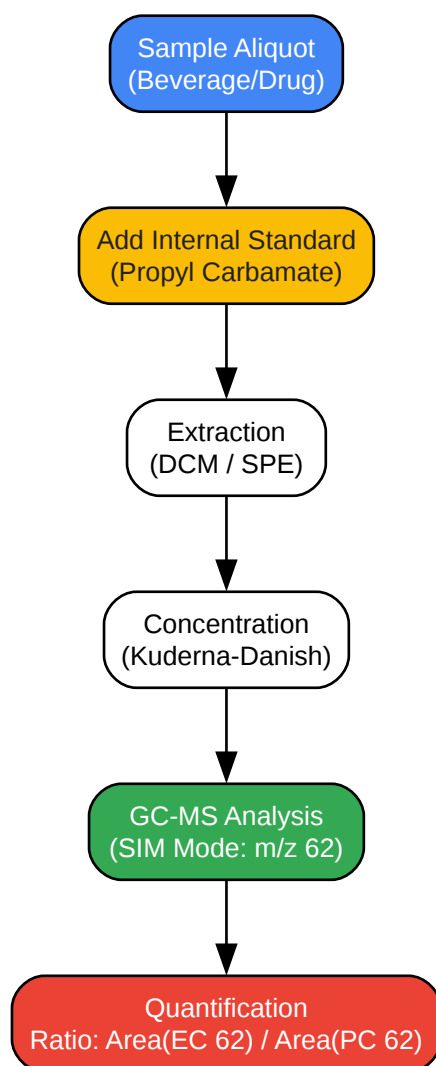 Sample Aliquot
(Beverage/Drug)
Add Internal Standard
(Propyl Carbamate)
Extraction
(DCM / SPE)
Concentration
(Kuderna-Danish)
GC-MS Analysis
(SIM Mode: m/z 62)
Quantification
Ratio: Area(EC 62) / Area(PC 62)